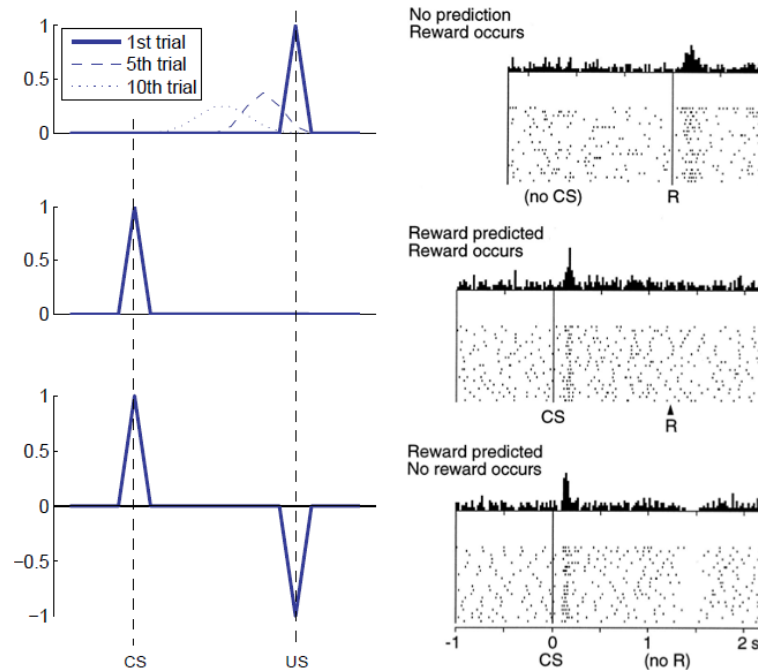 1
0.5
0
1st trial
5th trial
10th trial
1
0.5
0
1
0.5
0
−0.5
−1
CS
US
No prediction
Reward occurs
(no CS)
R
Reward predicted
Reward occurs
CS
R
Reward predicted
No reward occurs
-1
0
1
2 s
CS
(no R)